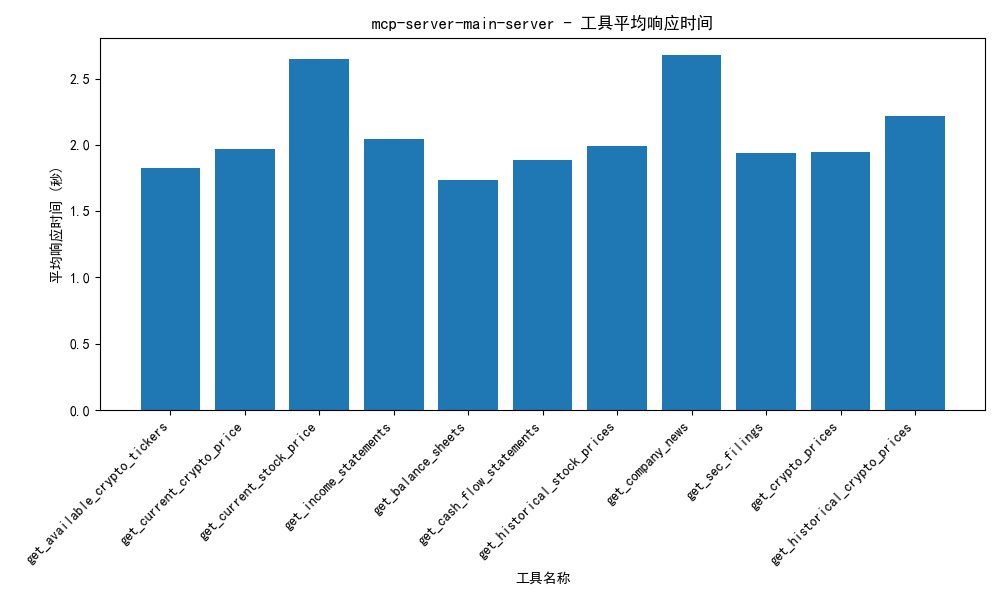 mcp-server-main-server - 工具平均响应时间
平均响应时间 (秒)
2.5
2.0
1.5
1.0
0.5
0.0
get_available_crypto_tickers
get_current_crypto_price
get_current_stock_price
get_income_statements
get_balance_sheets
get_cash_flow_statements
get_historical_stock_prices
get_company_news
get_sec_filings
get_crypto_prices
get_historical_crypto_prices
工具名称